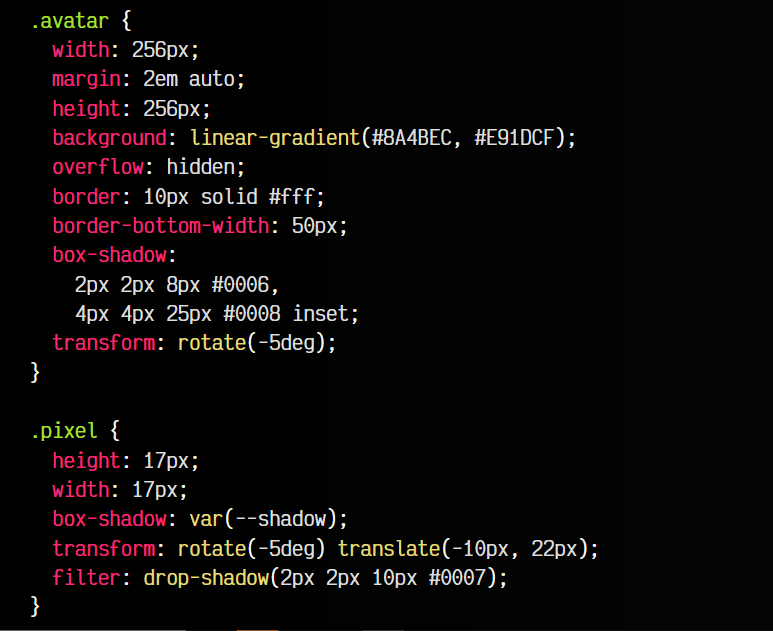 .avatar {
  width: 256px;
  margin: 2em auto;
  height: 256px;
  background: linear-gradient(#8A4BEC, #E91DCF);
  overflow: hidden;
  border: 10px solid #fff;
  border-bottom-width: 50px;
  box-shadow:
    2px 2px 8px #0006,
    4px 4px 25px #0008 inset;
  transform: rotate(-5deg);
}

.pixel {
  height: 17px;
  width: 17px;
  box-shadow: var(--shadow);
  transform: rotate(-5deg) translate(-10px, 22px);
  filter: drop-shadow(2px 2px 10px #0007);
}